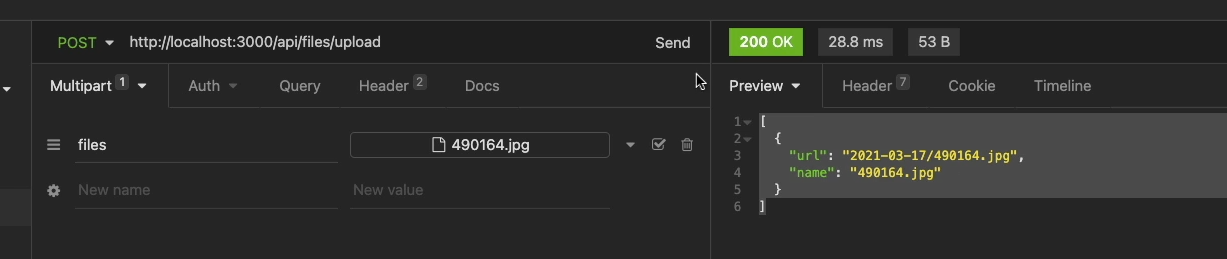 POST http://localhost:3000/api/files/upload Send
200 OK 28.8 ms 53 B
Multipart 1 Auth Query Header 2 Docs
Preview Header 7 Cookie Timeline
files 490164.jpg
New name New value
1 [
2 {
3 "url": "2021-03-17/490164.jpg",
4 "name": "490164.jpg"
5 }
6 ]